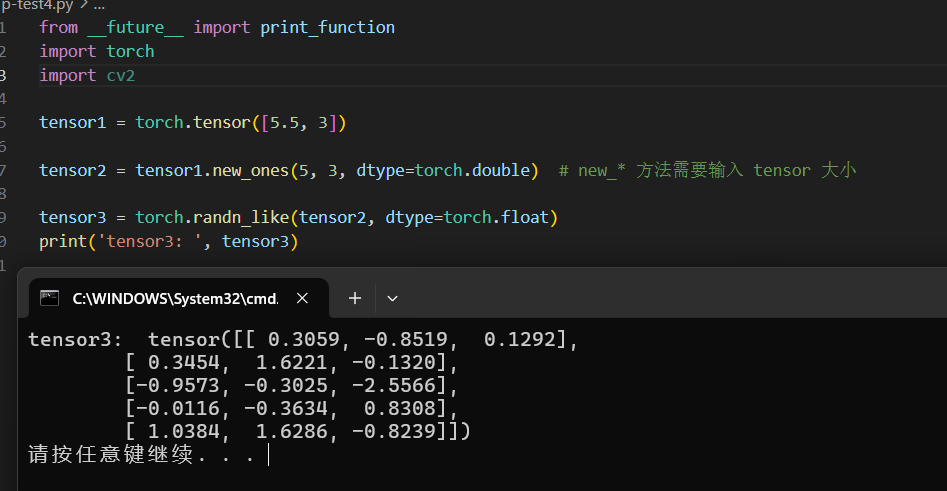 p-test4.py > ...
1 from __future__ import print_function
2 import torch
3 import cv2
4
5 tensor1 = torch.tensor([5.5, 3])
6
7 tensor2 = tensor1.new_ones(5, 3, dtype=torch.double)  # new_* 方法需要输入 tensor 大小
8
9 tensor3 = torch.randn_like(tensor2, dtype=torch.float)
0 print('tensor3: ', tensor3)
1
C:\WINDOWS\System32\cmd.
tensor3:  tensor([[ 0.3059, -0.8519,  0.1292],
        [ 0.3454,  1.6221, -0.1320],
        [-0.9573, -0.3025, -2.5566],
        [-0.0116, -0.3634,  0.8308],
        [ 1.0384,  1.6286, -0.8239]])
请按任意键继续. . .